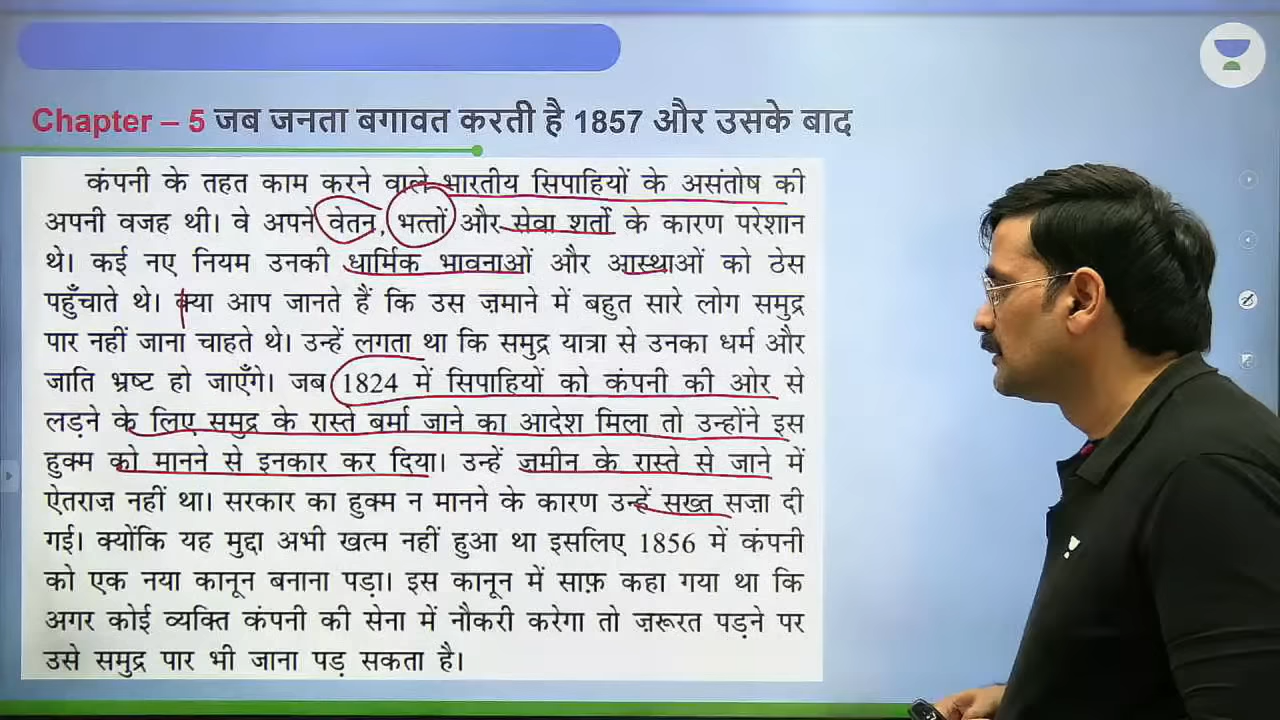 Chapter – 5 जब जनता बगावत करती है 1857 और उसके बाद
कंपनी के तहत काम करने वाले भारतीय सिपाहियों के असंतोष की
अपनी वजह थी। वे अपने वेतन, भत्तों और सेवा शर्तों के कारण परेशान
थे। कई नए नियम उनकी धार्मिक भावनाओं और आस्थाओं को ठेस
पहुँचाते थे। क्या आप जानते हैं कि उस ज़माने में बहुत सारे लोग समुद्र
पार नहीं जाना चाहते थे। उन्हें लगता था कि समुद्र यात्रा से उनका धर्म और
जाति भ्रष्ट हो जाएँगे। जब 1824 में सिपाहियों को कंपनी की ओर से
लड़ने के लिए समुद्र के रास्ते बर्मा जाने का आदेश मिला तो उन्होंने इस
हुक्म को मानने से इनकार कर दिया। उन्हें ज़मीन के रास्ते से जाने में
ऐतराज़ नहीं था। सरकार का हुक्म न मानने के कारण उन्हें सख्त सज़ा दी
गई। क्योंकि यह मुद्दा अभी खत्म नहीं हुआ था इसलिए 1856 में कंपनी
को एक नया कानून बनाना पड़ा। इस कानून में साफ़ कहा गया था कि
अगर कोई व्यक्ति कंपनी की सेना में नौकरी करेगा तो ज़रूरत पड़ने पर
उसे समुद्र पार भी जाना पड़ सकता है।